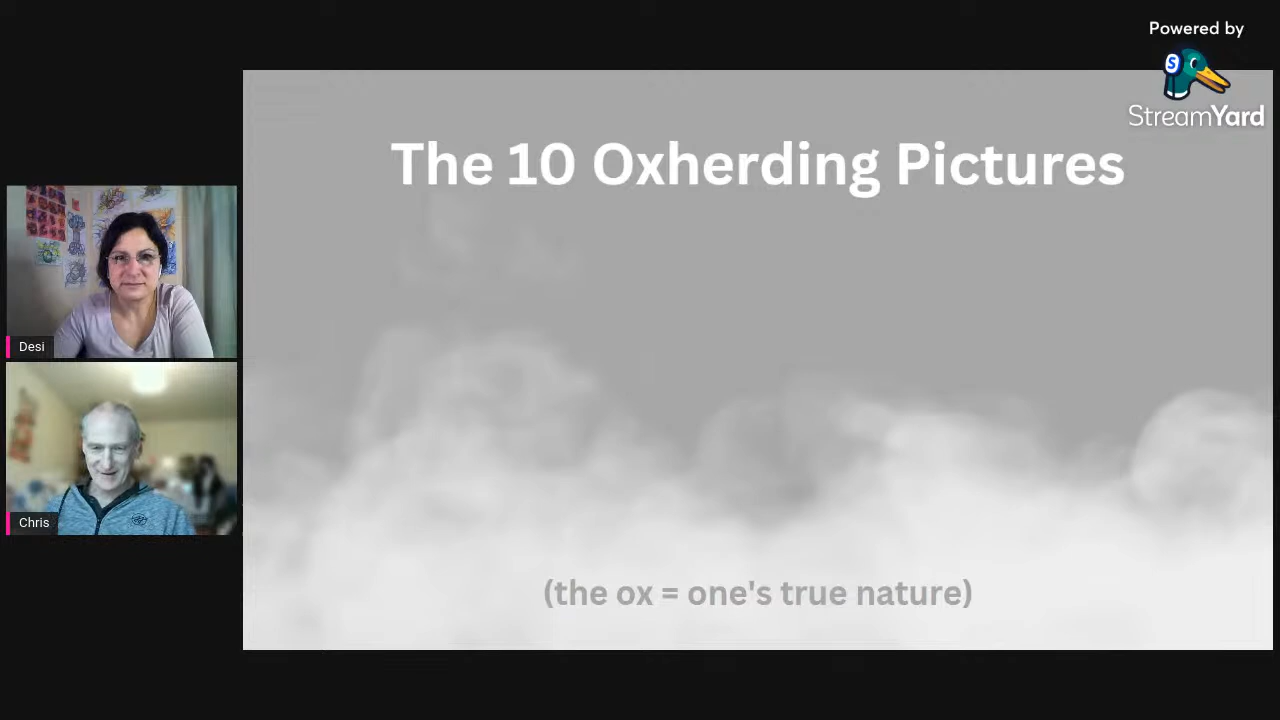 Powered by
S
StreamYard
The 10 Oxherding Pictures
Desi
Chris
(the ox = one's true nature)